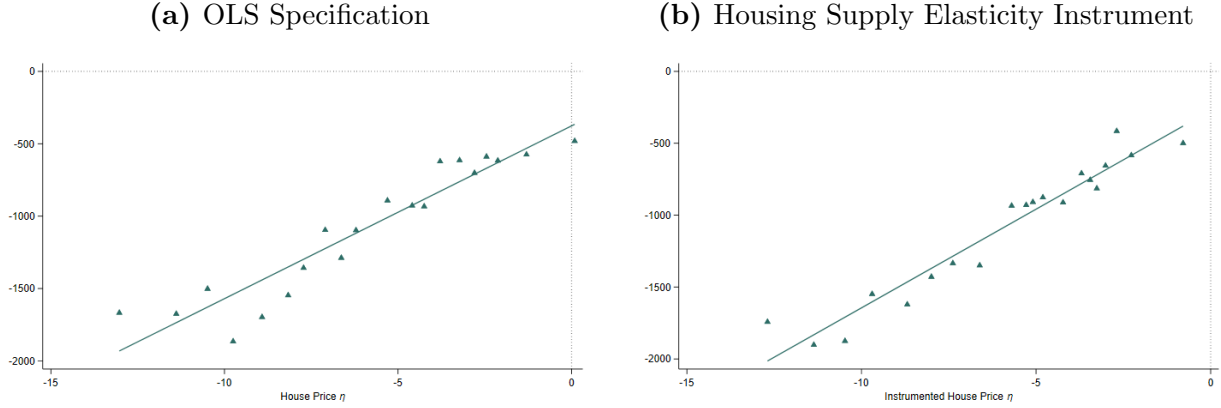 (a) OLS Specification
0
-500
-1000
-1500
-2000
-15 -10 -5 0
House Price η
(b) Housing Supply Elasticity Instrument
0
-500
-1000
-1500
-2000
-15 -10 -5 0
Instrumented House Price η